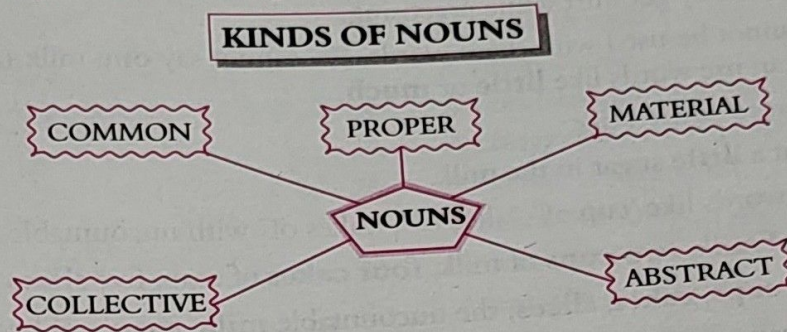 KINDS OF NOUNS
COMMON
PROPER
MATERIAL
NOUNS
COLLECTIVE
ABSTRACT